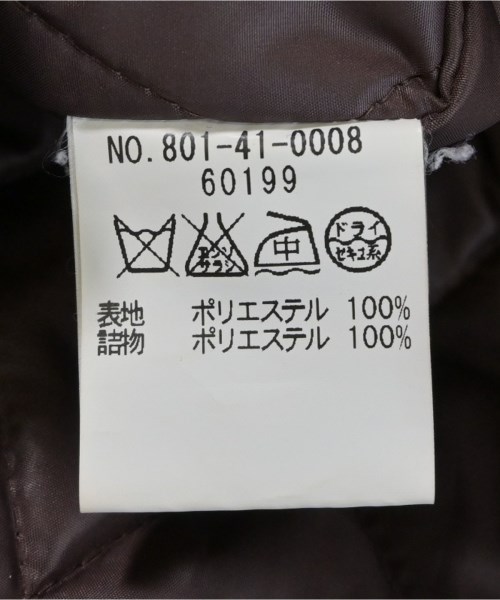 NO.801-41-0008
60199
エンソ サラシ 中 ドライ セキユ系
表地 ポリエステル 100%
詰物 ポリエステル 100%